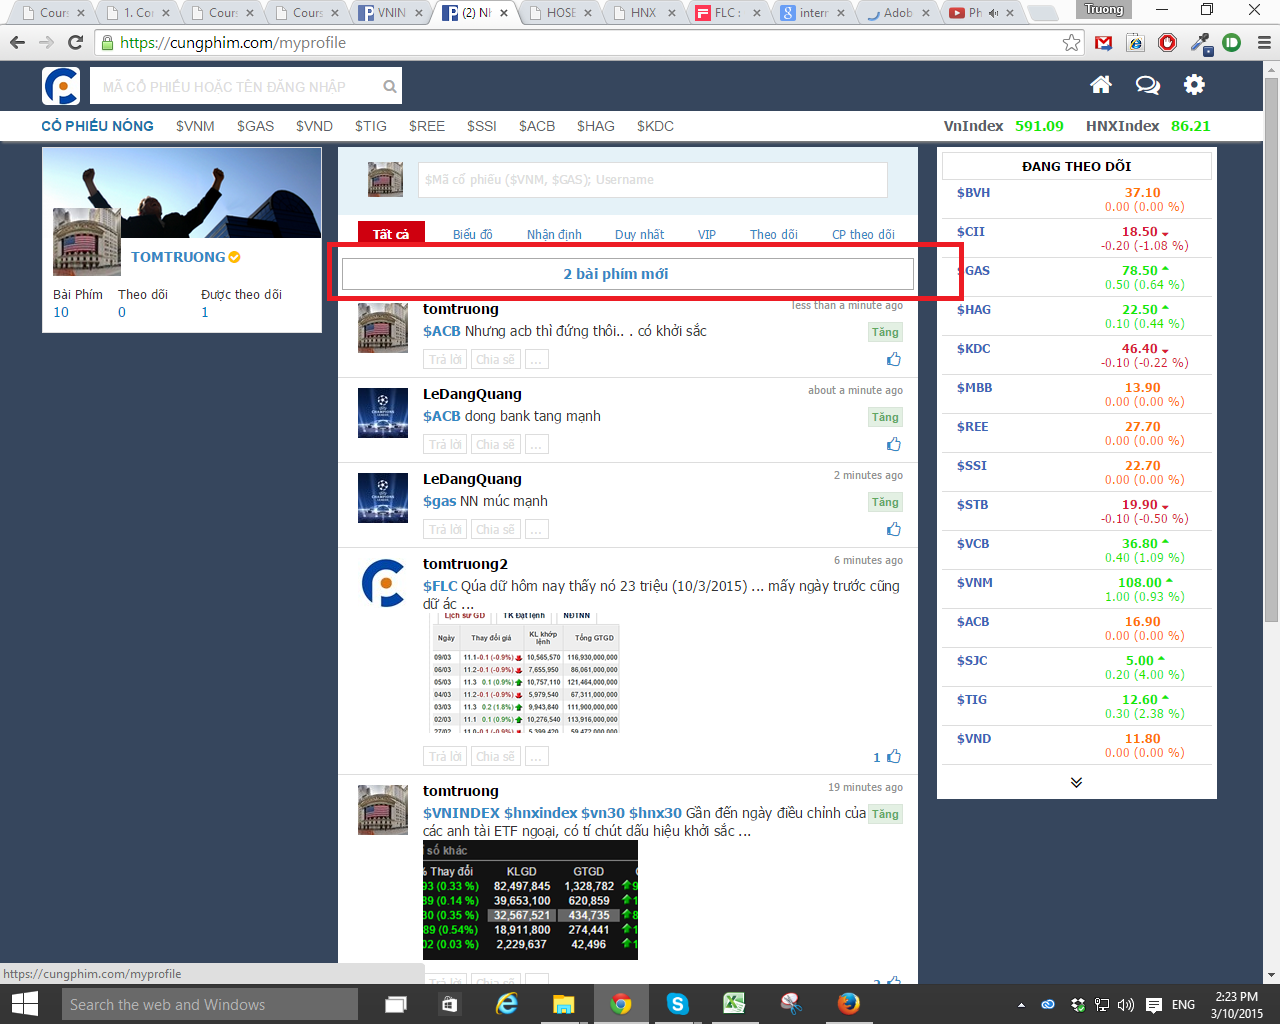 Cours
1. Cor
Cours
Cours
VNIN
(2) Nh
HOSE
HNX
FLC :
intern
Adob
Ph
Truong
https://cungphim.com/myprofile
MÃ CỔ PHIẾU HOẶC TÊN ĐĂNG NHẬP
CỔ PHIẾU NÓNG $VNM $GAS $VND $TIG $REE $SSI $ACB $HAG $KDC VnIndex 591.09 HNXIndex 86.21
TOMTRUONG
Bài Phím Theo dõi Được theo dõi
10 0 1
$Mã cổ phiếu ($VNM, $GAS); Username
Tất cả Biểu đồ Nhận định Duy nhất VIP Theo dõi CP theo dõi
2 bài phím mới
tomtruong less than a minute ago
$ACB Nhưng acb thì đứng thôi.. . có khởi sắc Tăng
Trả lời Chia sẽ ...
LeDangQuang about a minute ago
$ACB dong bank tang mạnh Tăng
Trả lời Chia sẽ ...
LeDangQuang 2 minutes ago
$gas NN múc mạnh Tăng
Trả lời Chia sẽ ...
tomtruong2 6 minutes ago
$FLC Qúa dữ hôm nay thấy nó 23 triệu (10/3/2015) ... mấy ngày trước cũng
dữ ác ...
Lịch sử GD TK Đặt lệnh NĐTNN
Ngày Thay đổi giá KL khớp lệnh Tổng GTGD
09/03 11.1 -0.1 (-0.9%) 10,565,570 116,930,000,000
06/03 11.2 -0.1 (-0.9%) 7,655,950 86,061,000,000
05/03 11.3 0.1 (0.9%) 10,757,110 121,464,000,000
04/03 11.2 -0.1 (-0.9%) 5,979,540 67,311,000,000
03/03 11.3 0.2 (1.8%) 9,943,840 111,900,000,000
02/03 11.1 0.1 (0.9%) 10,276,540 113,916,000,000
27/02 11.0 -0.1 (-0.9%) 5,399,420 59,472,000,000
Trả lời Chia sẽ ... 1
tomtruong 19 minutes ago
$VNINDEX $hnxindex $vn30 $hnx30 Gần đến ngày điều chỉnh của Tăng
các anh tài ETF ngoại, có tí chút dấu hiệu khởi sắc ...
ỉ số khác
% Thay đổi KLGD GTGD
93 (0.33 %) 82,497,845 1,328,782 9
39 (0.14 %) 39,653,100 620,859 1
30 (0.35 %) 32,567,521 434,735 8
89 (0.54%) 18,911,800 274,441 1
02 (0.03 %) 2,229,637 42,496 1
Trả lời Chia sẽ ...
ĐANG THEO DÕI
$BVH 37.10
0.00 (0.00 %)
$CII 18.50
-0.20 (-1.08 %)
$GAS 78.50
0.50 (0.64 %)
$HAG 22.50
0.10 (0.44 %)
$KDC 46.40
-0.10 (-0.22 %)
$MBB 13.90
0.00 (0.00 %)
$REE 27.70
0.00 (0.00 %)
$SSI 22.70
0.00 (0.00 %)
$STB 19.90
-0.10 (-0.50 %)
$VCB 36.80
0.40 (1.09 %)
$VNM 108.00
1.00 (0.93 %)
$ACB 16.90
0.00 (0.00 %)
$SJC 5.00
0.20 (4.00 %)
$TIG 12.60
0.30 (2.38 %)
$VND 11.80
0.00 (0.00 %)
https://cungphim.com/myprofile
Search the web and Windows
ENG
2:23 PM
3/10/2015